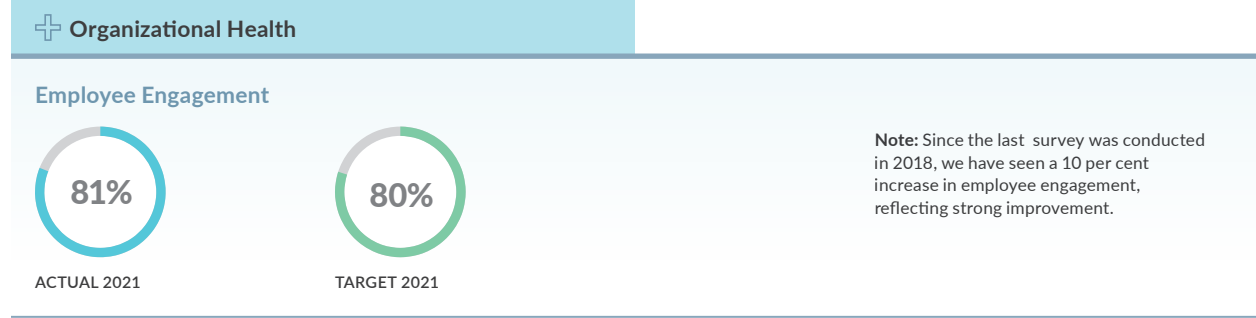 Organizational Health
Employee Engagement
81%
80%
ACTUAL 2021
TARGET 2021
Note: Since the last survey was conducted
in 2018, we have seen a 10 per cent
increase in employee engagement,
reflecting strong improvement.